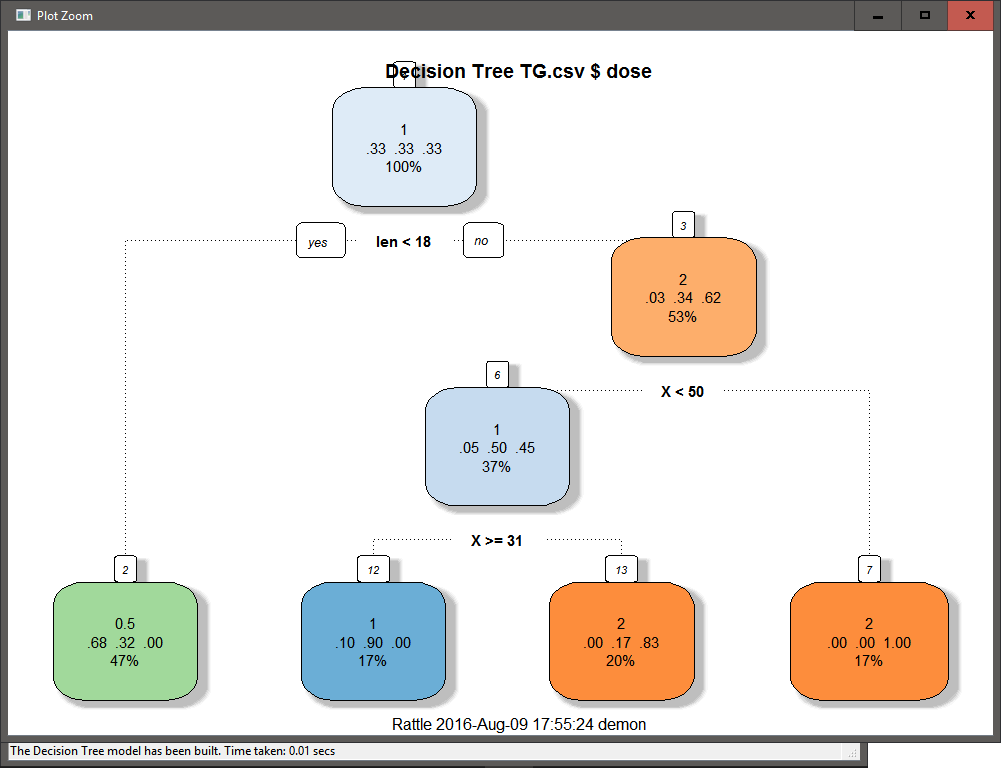 Plot Zoom
Decision Tree TG.csv $ dose
1
.33 .33 .33
100%
yes
len < 18
no
3
2
.03 .34 .62
53%
6
X < 50
1
.05 .50 .45
37%
X >= 31
2
12
13
7
0.5
.68 .32 .00
47%
1
.10 .90 .00
17%
2
.00 .17 .83
20%
2
.00 .00 1.00
17%
Rattle 2016-Aug-09 17:55:24 demon
The Decision Tree model has been built. Time taken: 0.01 secs